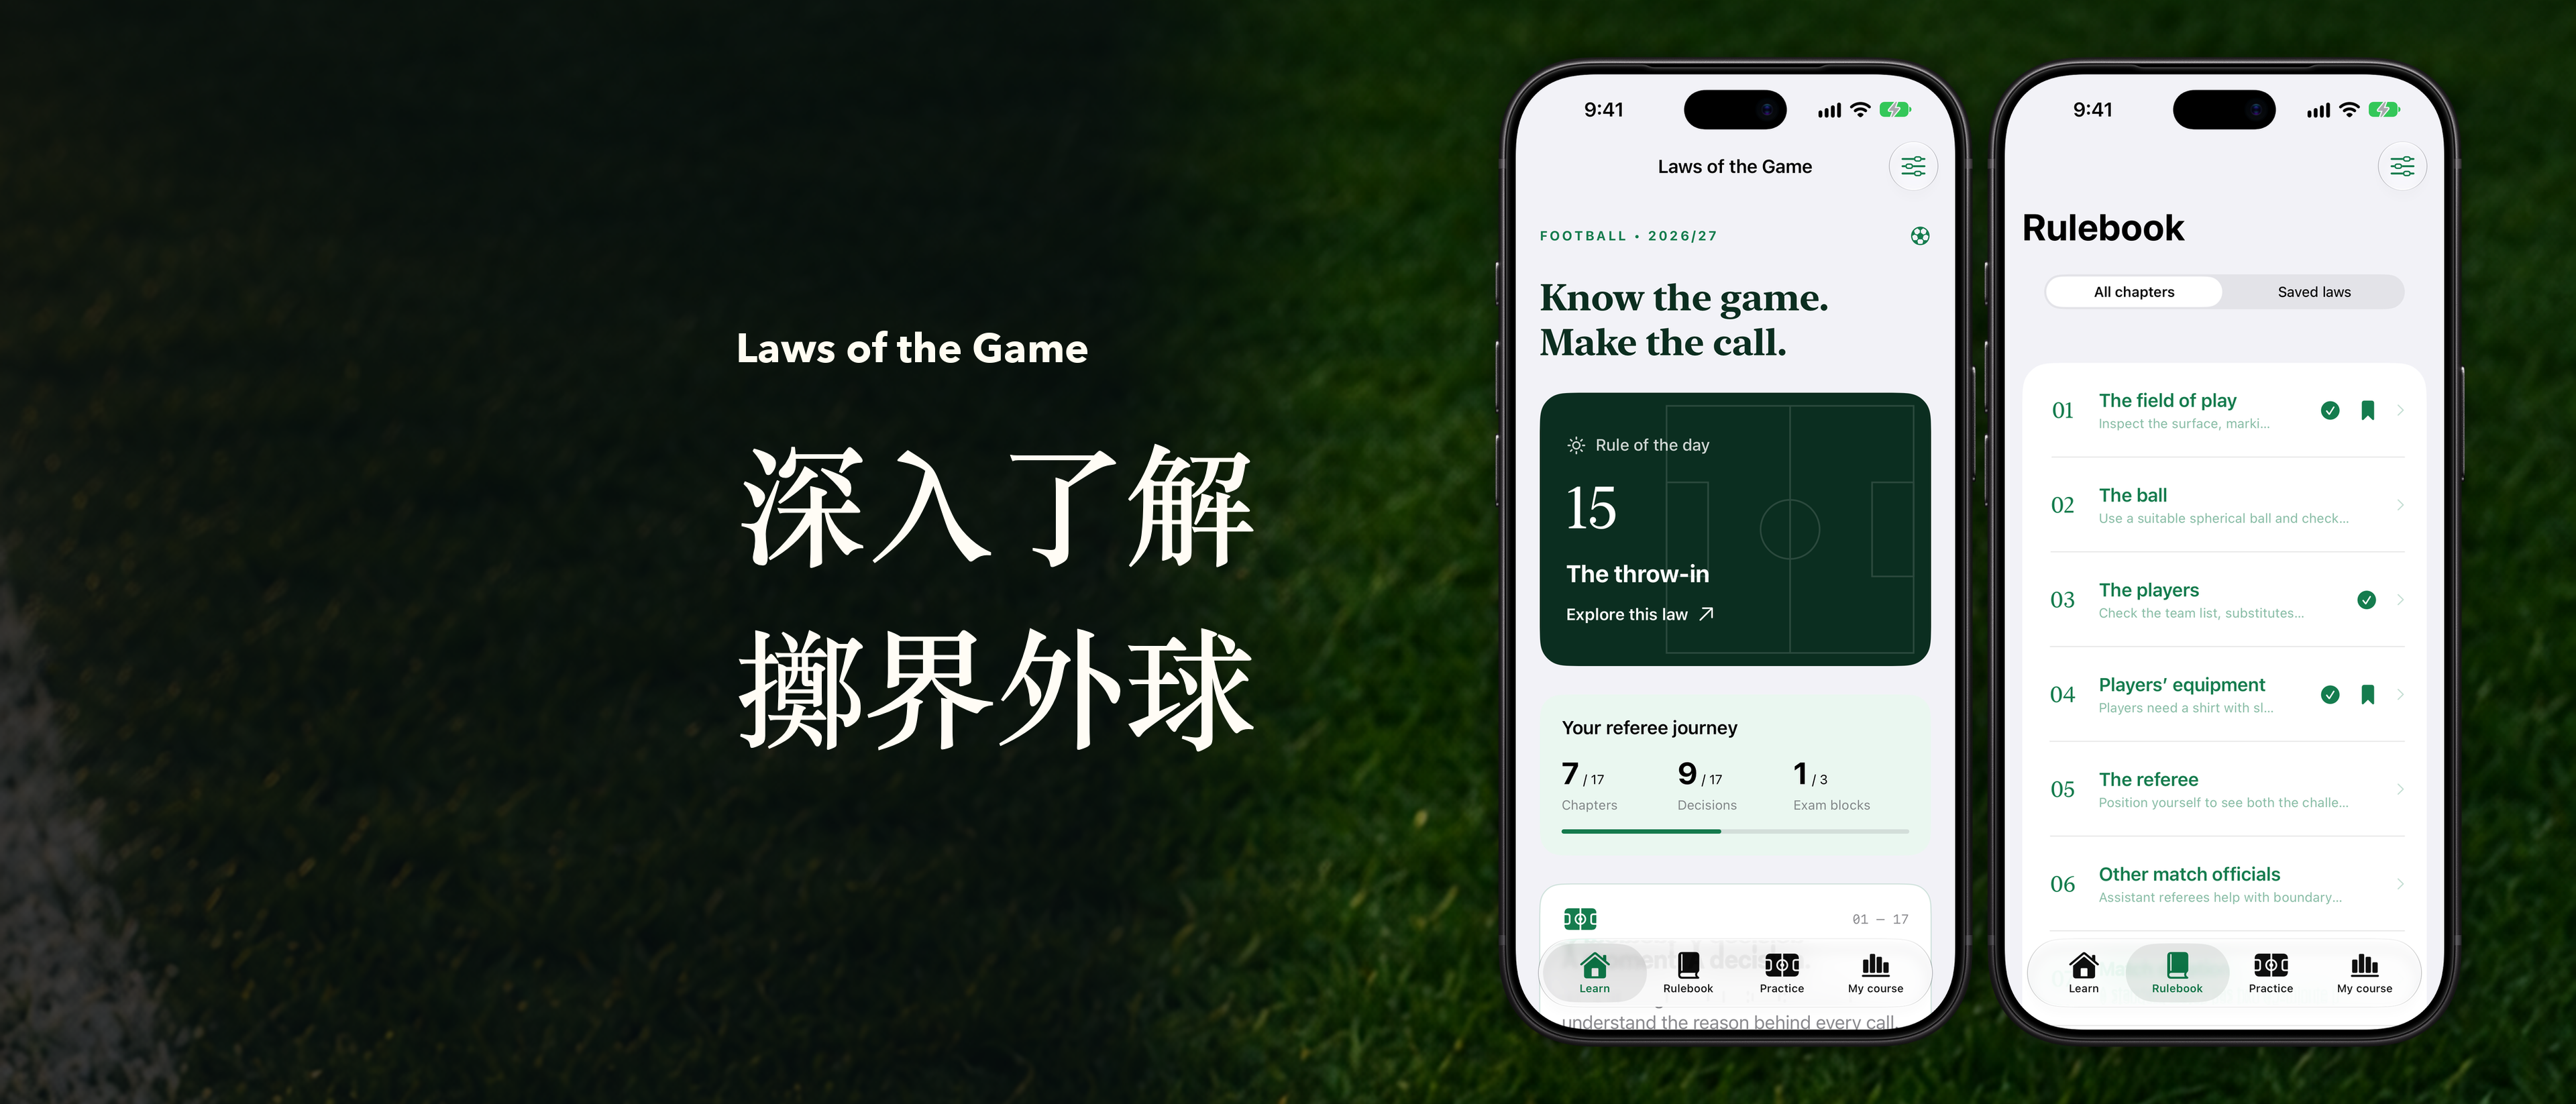 Laws of the Game
深入了解
擲界外球
9:41
Laws of the Game
FOOTBALL • 2026/27
Know the game.
Make the call.
Rule of the day
15
The throw-in
Explore this law
Your referee journey
7 / 17
Chapters
9 / 17
Decisions
1 / 3
Exam blocks
01 — 17
understand the reason behind every call.
Learn
Rulebook
Practice
My course
9:41
Rulebook
All chapters
Saved laws
01
The field of play
Inspect the surface, marki...
02
The ball
Use a suitable spherical ball and check...
03
The players
Check the team list, substitutes...
04
Players’ equipment
Players need a shirt with sl...
05
The referee
Position yourself to see both the challe...
06
Other match officials
Assistant referees help with boundary...
Learn
Rulebook
Practice
My course